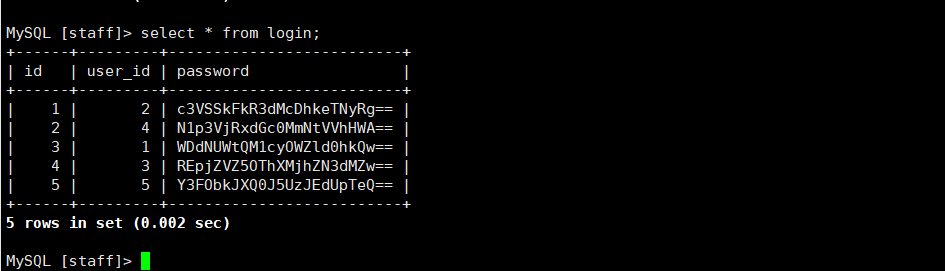 MySQL [staff]> select * from login;
+------+---------+--------------------------+
| id   | user_id | password                 |
+------+---------+--------------------------+
|    1 |       2 | c3VSSkFkR3dMcDhkeTNyRg== |
|    2 |       4 | N1p3VjRxdGc0MmNtVVhHWA== |
|    3 |       1 | WDdNUWtQM1cyOWZld0hkQw== |
|    4 |       3 | REpjZVZ5OThXMjhZN3dMZw== |
|    5 |       5 | Y3FObkJXQ0J5UzJEdUpTeQ== |
+------+---------+--------------------------+
5 rows in set (0.002 sec)
MySQL [staff]>